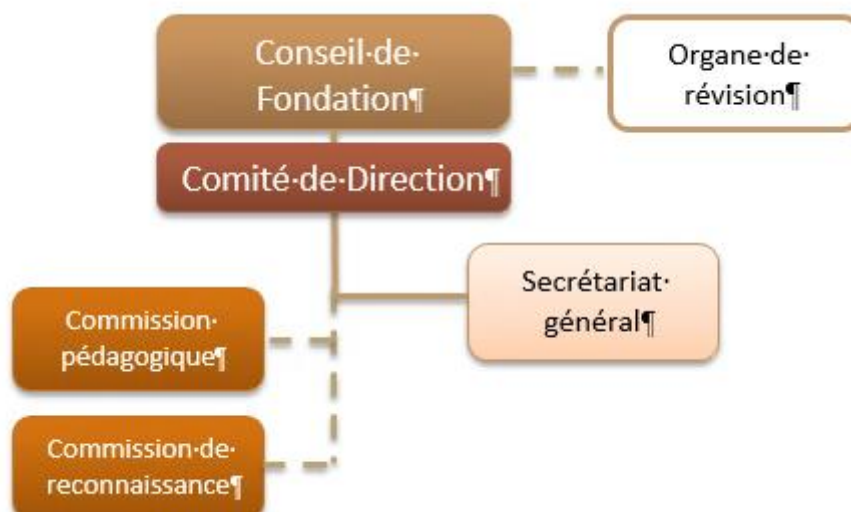 Conseil·de·
Fondation¶
Organe·de·
révision¶
Comité·de·Direction¶
Secrétariat·
général¶
Commission·
pédagogique¶
Commission·de·
reconnaissance¶